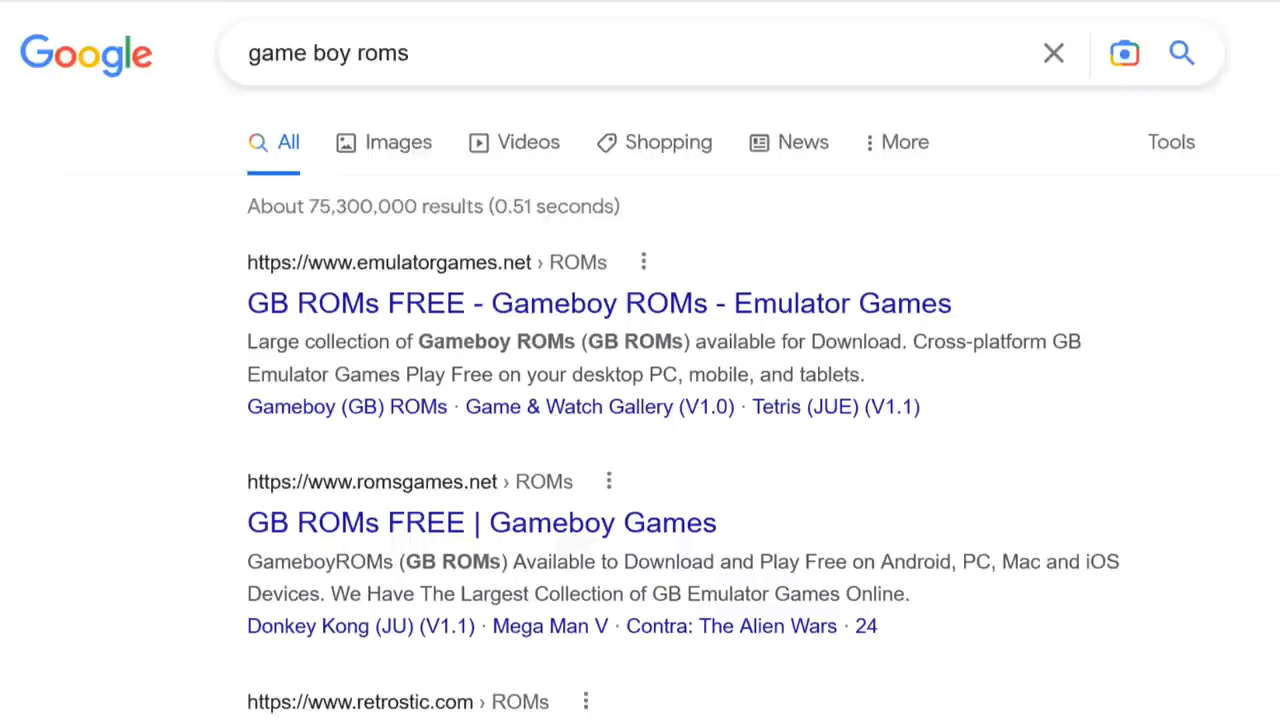 Google
game boy roms
All Images Videos Shopping News More Tools
About 75,300,000 results (0.51 seconds)
https://www.emulatorgames.net › ROMs
GB ROMs FREE - Gameboy ROMs - Emulator Games
Large collection of Gameboy ROMs (GB ROMs) available for Download. Cross-platform GB
Emulator Games Play Free on your desktop PC, mobile, and tablets.
Gameboy (GB) ROMs · Game & Watch Gallery (V1.0) · Tetris (JUE) (V1.1)
https://www.romsgames.net › ROMs
GB ROMs FREE | Gameboy Games
GameboyROMs (GB ROMs) Available to Download and Play Free on Android, PC, Mac and iOS
Devices. We Have The Largest Collection of GB Emulator Games Online.
Donkey Kong (JU) (V1.1) · Mega Man V · Contra: The Alien Wars · 24
https://www.retrostic.com › ROMs